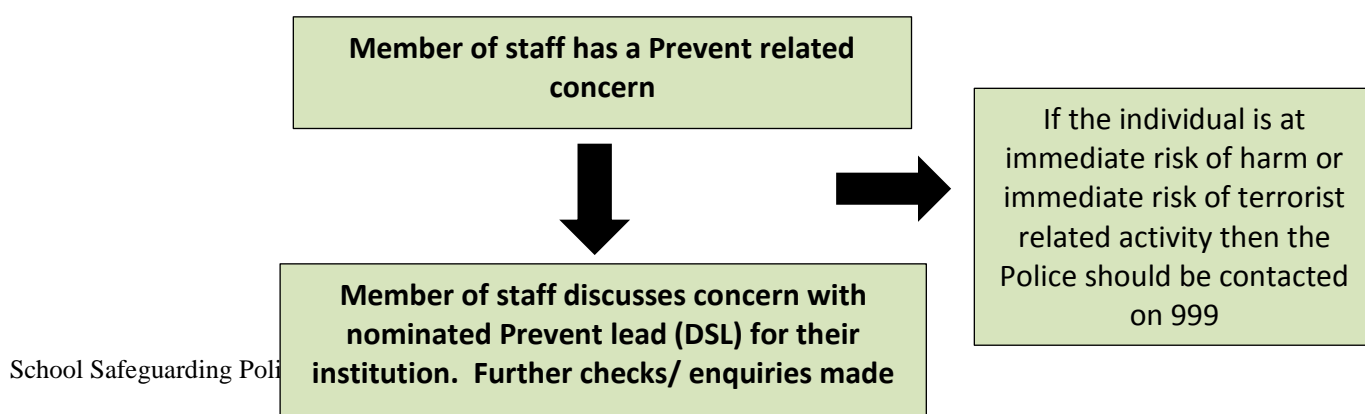 Member of staff has a Prevent related
concern
If the individual is at
immediate risk of harm or
immediate risk of terrorist
related activity then the
Police should be contacted
on 999
Member of staff discusses concern with
nominated Prevent lead (DSL) for their
institution.  Further checks/ enquiries made
School Safeguarding Poli